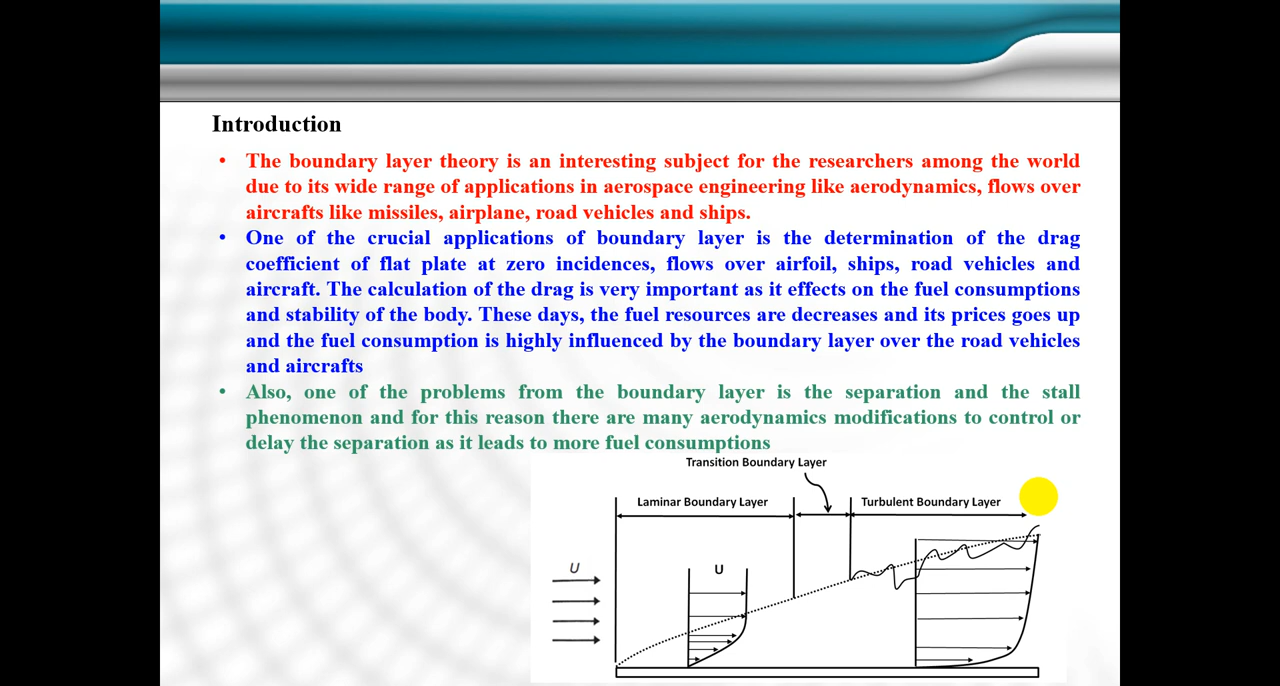 Introduction
• The boundary layer theory is an interesting subject for the researchers among the world
due to its wide range of applications in aerospace engineering like aerodynamics, flows over
aircrafts like missiles, airplane, road vehicles and ships.
• One of the crucial applications of boundary layer is the determination of the drag
coefficient of flat plate at zero incidences, flows over airfoil, ships, road vehicles and
aircraft. The calculation of the drag is very important as it effects on the fuel consumptions
and stability of the body. These days, the fuel resources are decreases and its prices goes up
and the fuel consumption is highly influenced by the boundary layer over the road vehicles
and aircrafts
• Also, one of the problems from the boundary layer is the separation and the stall
phenomenon and for this reason there are many aerodynamics modifications to control or
delay the separation as it leads to more fuel consumptions
Transition Boundary Layer
Laminar Boundary Layer
Turbulent Boundary Layer
U
U